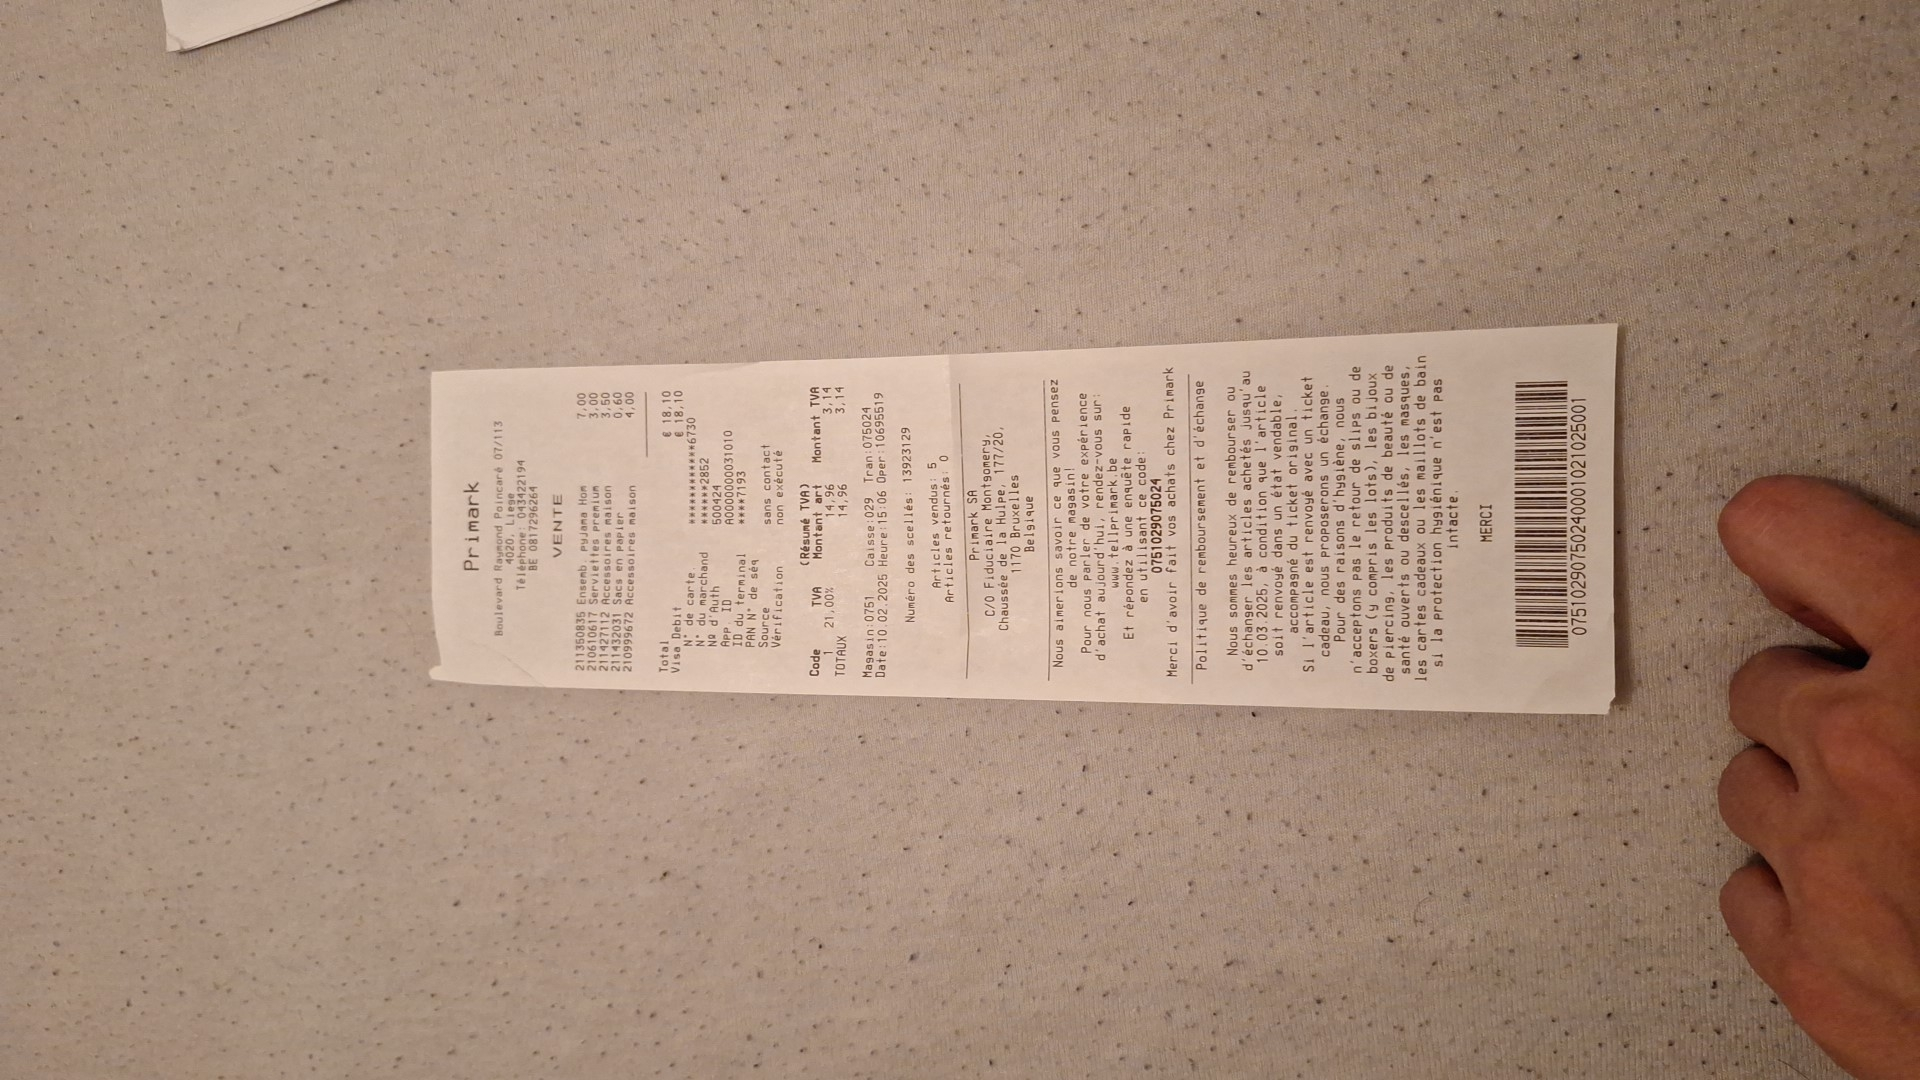 Primark
Boulevard Raymond Poincaré 07/113
4020, Liege
Téléphone: 043422194
BE 0817296264
VENTE
211350835 Ensemb. pyjama Hom 7,00
210610617 Serviettes premium 3,00
211427112 Accessoires maison 3,50
211432031 Sacs en papier 0,60
210999672 Accessoires maison 4,00
Total € 18,10
Visa Debit € 18,10
N° de carte. ************6730
N° du marchand ******2852
Nº d'Auth 500424
App. ID A0000000031010
ID du terminal ****7193
PAN N° de séq
Source sans contact
Vérification non exécuté
(Résumé TVA)
Code TVA Montant art Montant TVA
1 21,00% 14,96 3,14
TOTAUX 14,96 3,14
Magasin:0751 Caisse:029 Tran:075024
Date:10.02.2025 Heure:15:06 Oper:10695519
Numéro des scellés: 13923129
Articles vendus: 5
Articles retournés: 0
Primark SA
C/O Fiduciaire Montgomery,
Chaussée de la Hulpe, 177/20,
1170 Bruxelles
Belgique
Nous aimerions savoir ce que vous pensez
de notre magasin!
Pour nous parler de votre expérience
d'achat aujourd'hui, rendez-vous sur:
www.tellprimark.be
Et répondez à une enquête rapide
en utilisant ce code:
0751029075024
Merci d'avoir fait vos achats chez Primark
Politique de remboursement et d'échange
Nous sommes heureux de rembourser ou
d'échanger les articles achetés jusqu'au
10.03.2025, à condition que l'article
soit renvoyé dans un état vendable,
accompagné du ticket original.
Si l'article est renvoyé avec un ticket
cadeau, nous proposerons un échange.
Pour des raisons d'hygiène, nous
n'acceptons pas le retour de slips ou de
boxers (y compris les lots), les bijoux
de piercing, les produits de beauté ou de
santé ouverts ou descellés, les masques,
les cartes cadeaux ou les maillots de bain
si la protection hygiénique n'est pas
intacte.
MERCI
0751029075024000102102​5001